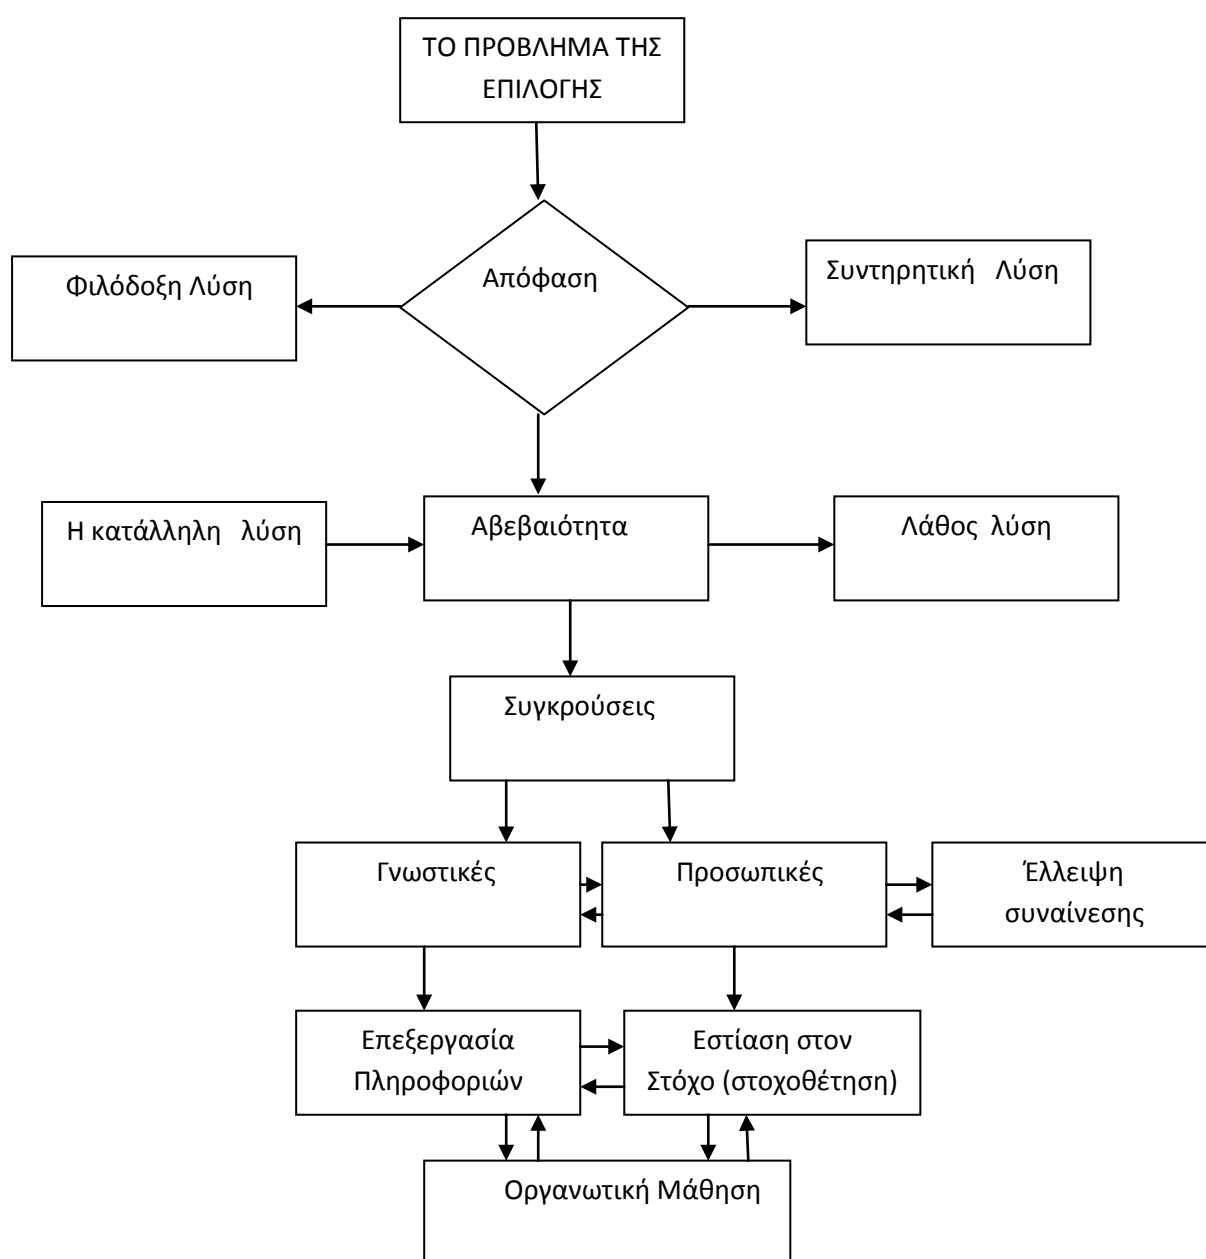 ΤΟ ΠΡΟΒΛΗΜΑ ΤΗΣ
ΕΠΙΛΟΓΗΣ
Φιλόδοξη Λύση
Απόφαση
Συντηρητική Λύση
Η κατάλληλη λύση
Αβεβαιότητα
Λάθος λύση
Συγκρούσεις
Γνωστικές
Προσωπικές
Έλλειψη
συναίνεσης
Επεξεργασία
Πληροφοριών
Εστίαση στον
Στόχο (στοχοθέτηση)
Οργανωτική Μάθηση